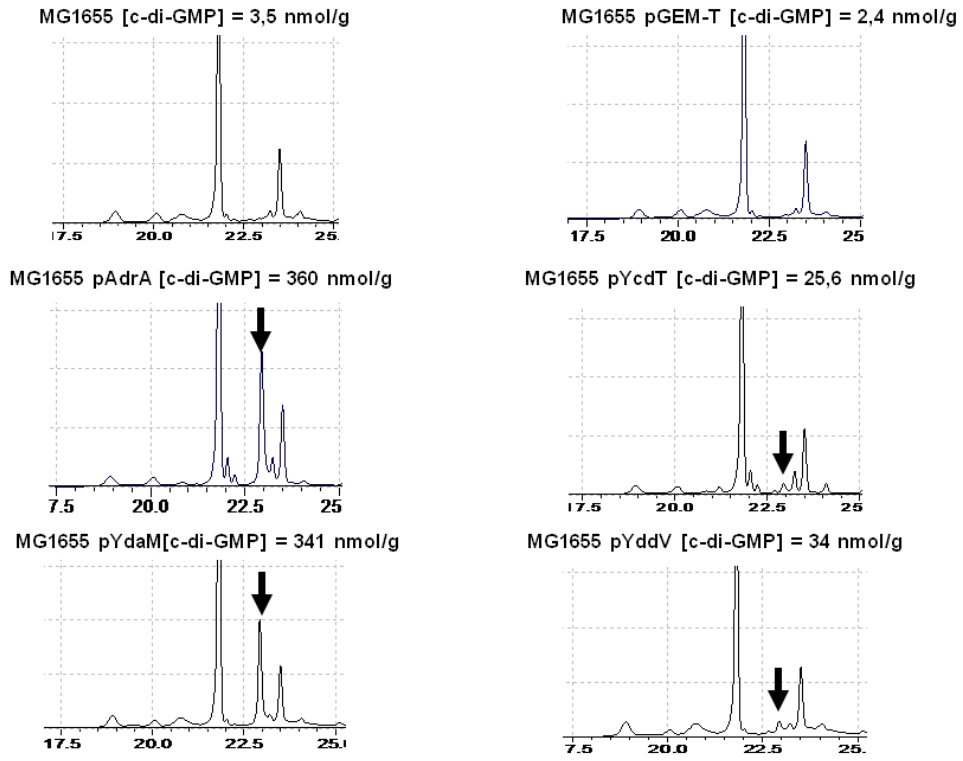 MG1655 [c-di-GMP] = 3,5 nmol/g
MG1655 pGEM-T [c-di-GMP] = 2,4 nmol/g
17.5 20.0 22.5 25.
17.5 20.0 22.5 25
MG1655 pAdrA [c-di-GMP] = 360 nmol/g
MG1655 pYcdT [c-di-GMP] = 25,6 nmol/g
7.5 20.0 22.5 25
17.5 20.0 22.5 25
MG1655 pYdaM[c-di-GMP] = 341 nmol/g
MG1655 pYddV [c-di-GMP] = 34 nmol/g
17.5 20.0 22.5 25.
7.5 20.0 22.5 25.